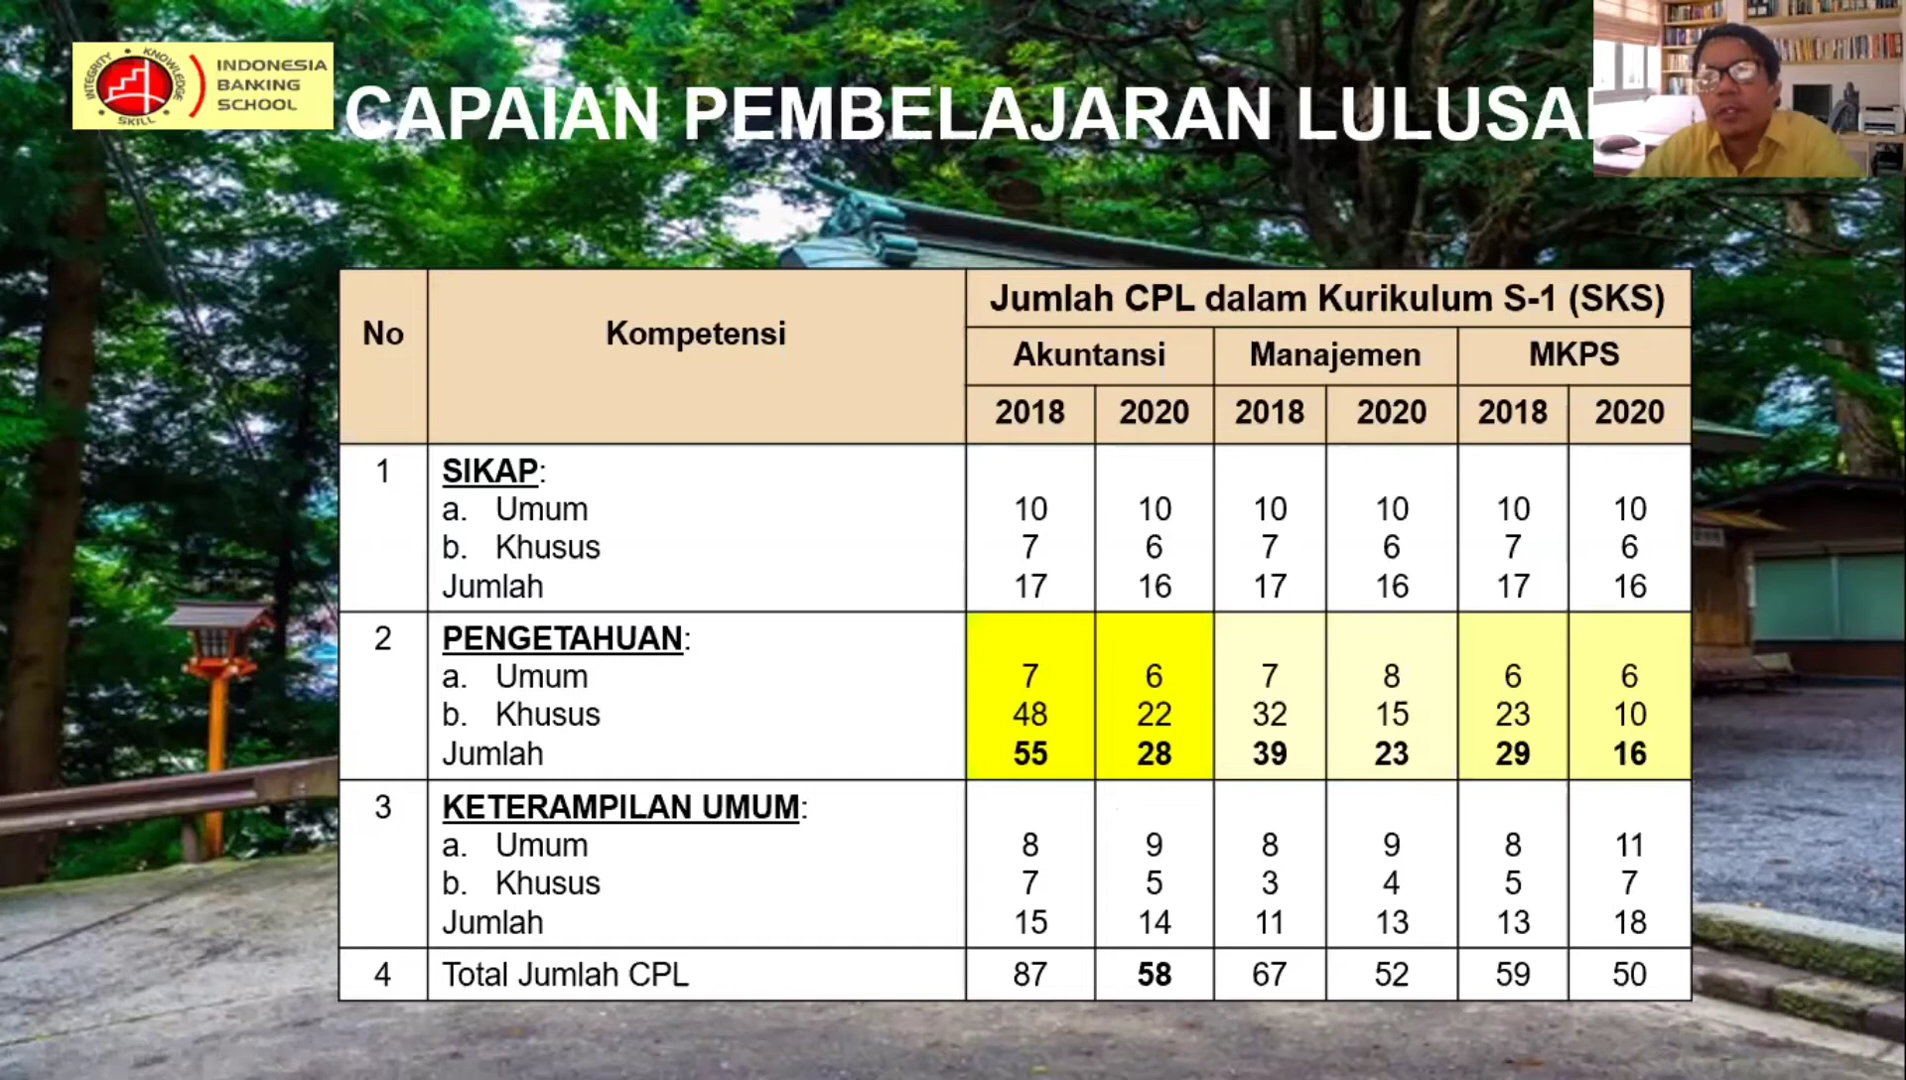 INTEGRITY • KNOWLEDGE • SKILL •
INDONESIA
BANKING
SCHOOL
CAPAIAN PEMBELAJARAN LULUSA
No Kompetensi Jumlah CPL dalam Kurikulum S-1 (SKS)
Akuntansi Manajemen MKPS
2018 2020 2018 2020 2018 2020
1 SIKAP:
a. Umum 10 10 10 10 10 10
b. Khusus 7 6 7 6 7 6
Jumlah 17 16 17 16 17 16
2 PENGETAHUAN:
a. Umum 7 6 7 8 6 6
b. Khusus 48 22 32 15 23 10
Jumlah 55 28 39 23 29 16
3 KETERAMPILAN UMUM:
a. Umum 8 9 8 9 8 11
b. Khusus 7 5 3 4 5 7
Jumlah 15 14 11 13 13 18
4 Total Jumlah CPL 87 58 67 52 59 50